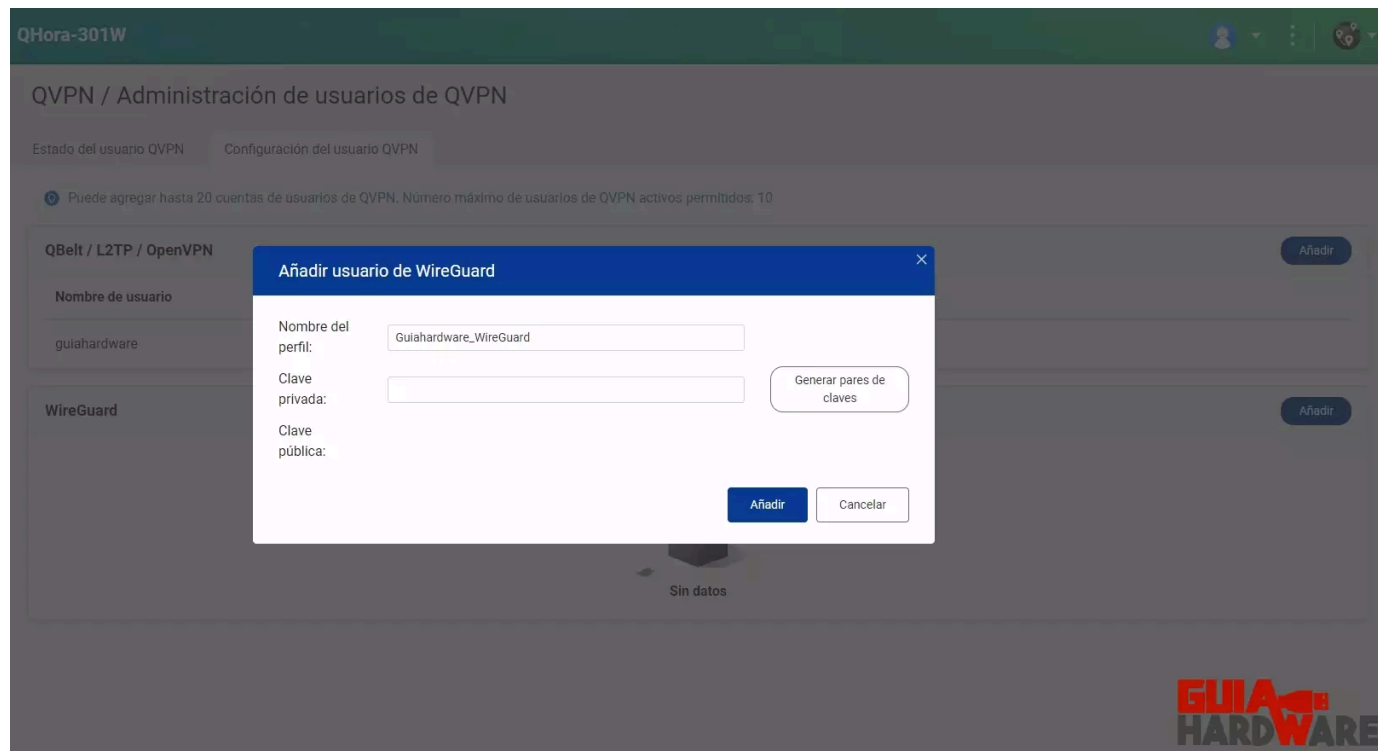 QHora-301W
QVPN / Administración de usuarios de QVPN
Estado del usuario QVPN Configuración del usuario QVPN
Puede agregar hasta 20 cuentas de usuarios de QVPN. Número máximo de usuarios de QVPN activos permitidos: 10
QBelt / L2TP / OpenVPN
Añadir
Nombre de usuario
guiahardware
WireGuard
Añadir
Añadir usuario de WireGuard
Nombre del
perfil:
Guiahardware_WireGuard
Clave
privada:
Generar pares de
claves
Clave
pública:
Añadir Cancelar
Sin datos
GUIA
HARDWARE